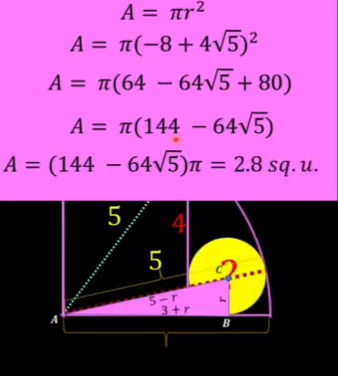 A = πr²
A = π(−8 + 4√5)²
A = π(64 − 64√5 + 80)
A = π(144 − 64√5)
A = (144 − 64√5)π = 2.8 sq. u.
5
4
5
C
?
5 − r
3 + r
r
A
B